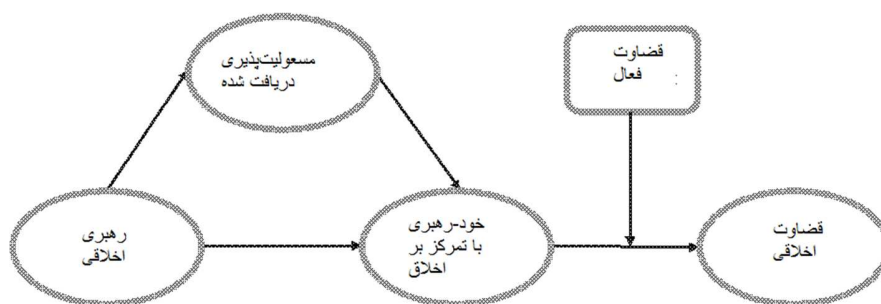 مسعولیت‌پذیری
دریافت شده
قضاوت
فعال
:
رهبری
اخلاقی
خود-رهبری
با تمرکز بر
اخلاق
قضاوت
اخلاقی